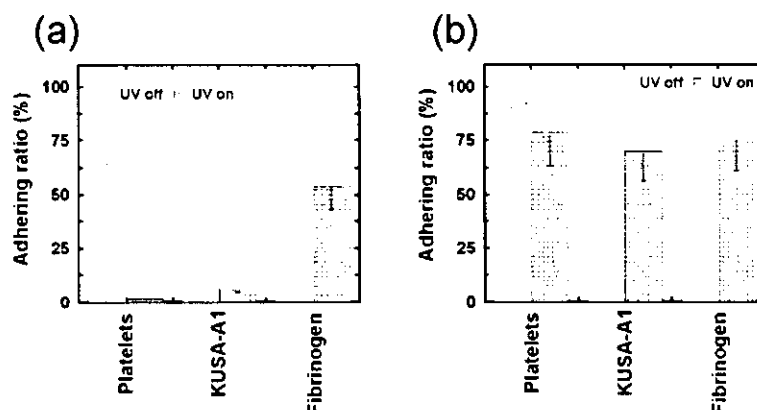 (a)
(b)
Adhering ratio (%)
100
75
50
25
0
UV off UV on
Platelets
KUSA-A1
Fibrinogen
Adhering ratio (%)
100
75
50
25
0
UV off UV on
Platelets
KUSA-A1
Fibrinogen